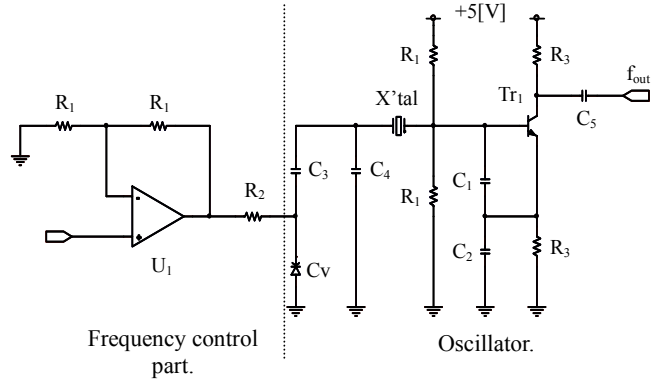 +5[V]
R1
R3
fout
X'tal
Tr1
C5
R1
R1
C3
C4
R1
C1
R2
-
+
U1
Cv
C2
R3
Frequency control
part.
Oscillator.